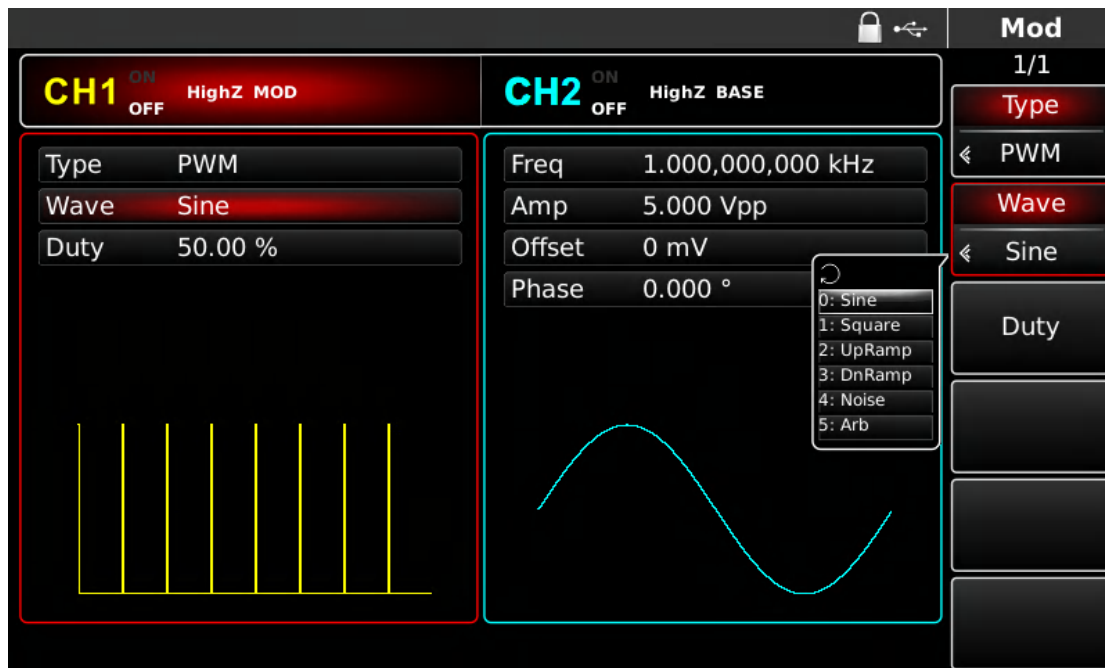 Mod
1/1
CH1 ON OFF HighZ MOD
CH2 ON OFF HighZ BASE
Type PWM
Wave Sine
Duty 50.00 %
Freq 1.000,000,000 kHz
Amp 5.000 Vpp
Offset 0 mV
Phase 0.000 °
0: Sine
1: Square
2: UpRamp
3: DnRamp
4: Noise
5: Arb
Type
PWM
Wave
Sine
Duty